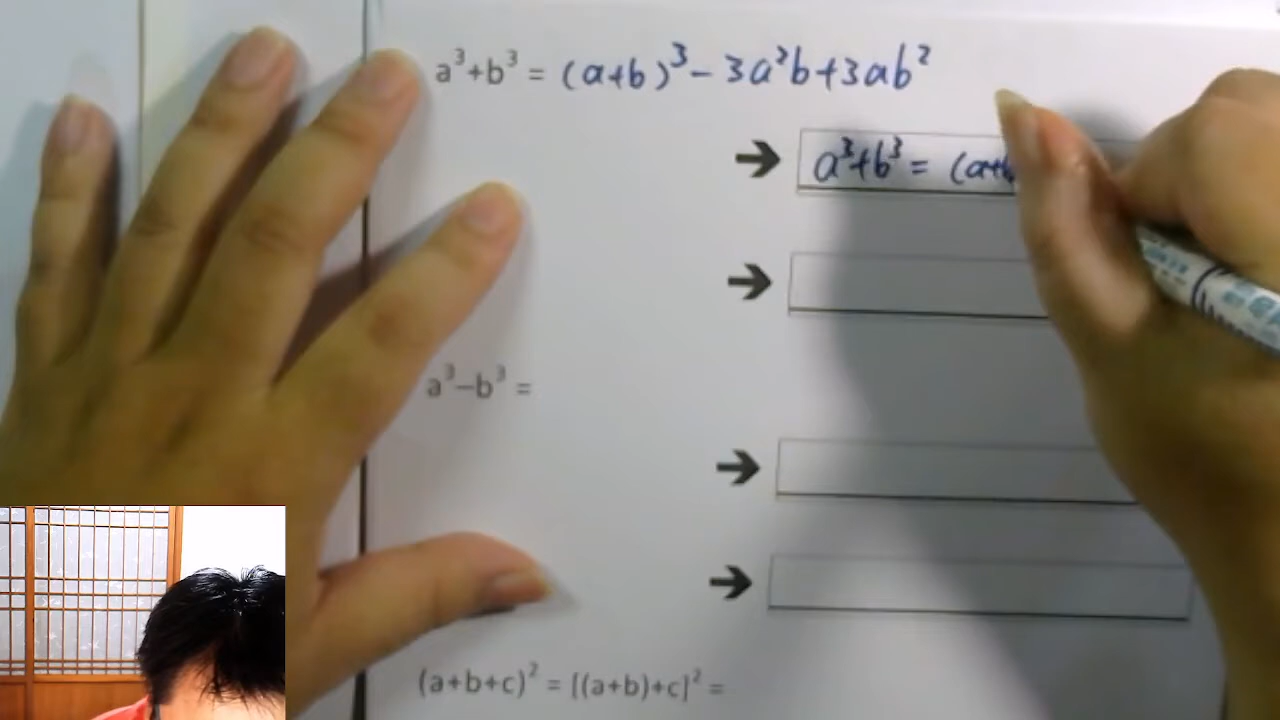 a³+b³ = (a+b)³ - 3a²b+3ab²
➔ a³+b³ = (a+b
➔
a³−b³ =
➔
➔
(a+b+c)² = [(a+b)+c]² =